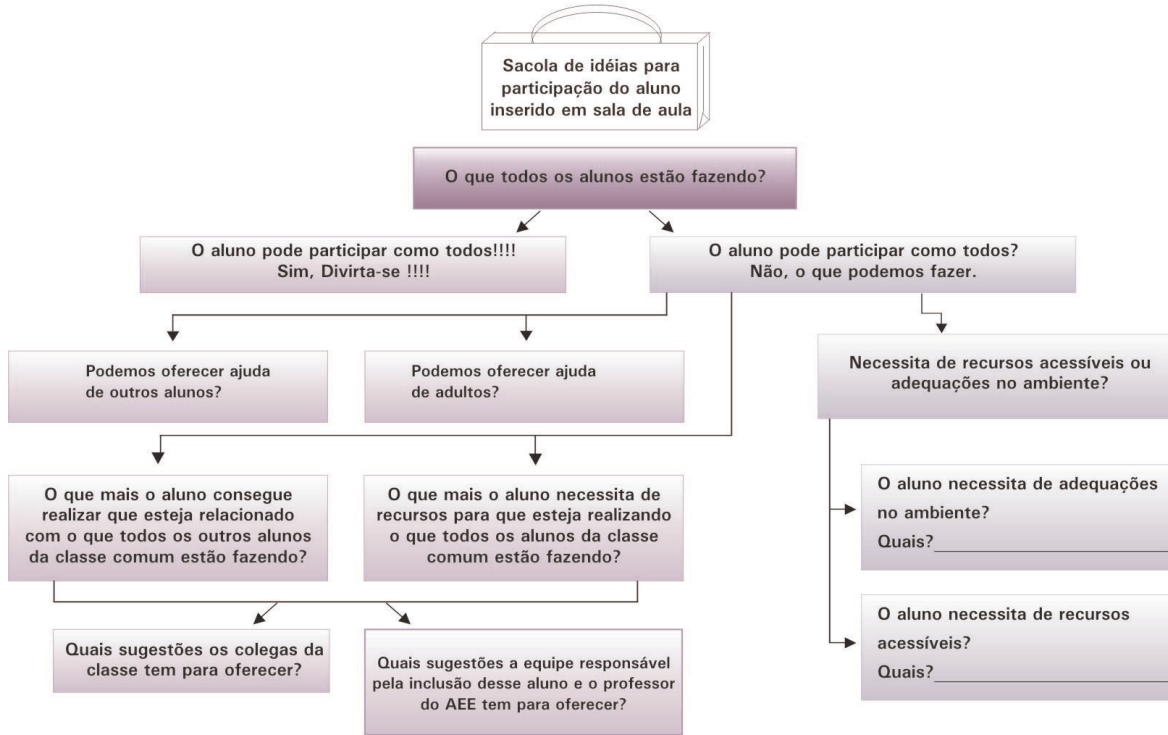 Sacola de idéias para
participação do aluno
inserido em sala de aula
O que todos os alunos estão fazendo?
O aluno pode participar como todos!!!!
Sim, Divirta-se !!!!
O aluno pode participar como todos?
Não, o que podemos fazer.
Podemos oferecer ajuda
de outros alunos?
Podemos oferecer ajuda
de adultos?
Necessita de recursos acessíveis ou
adequações no ambiente?
O que mais o aluno consegue
realizar que esteja relacionado
com o que todos os outros alunos
da classe comum estão fazendo?
O que mais o aluno necessita de
recursos para que esteja realizando
o que todos os alunos da classe
comum estão fazendo?
O aluno necessita de adequações
no ambiente?
Quais?
O aluno necessita de recursos
acessíveis?
Quais?
Quais sugestões os colegas da
classe tem para oferecer?
Quais sugestões a equipe responsável
pela inclusão desse aluno e o professor
do AEE tem para oferecer?